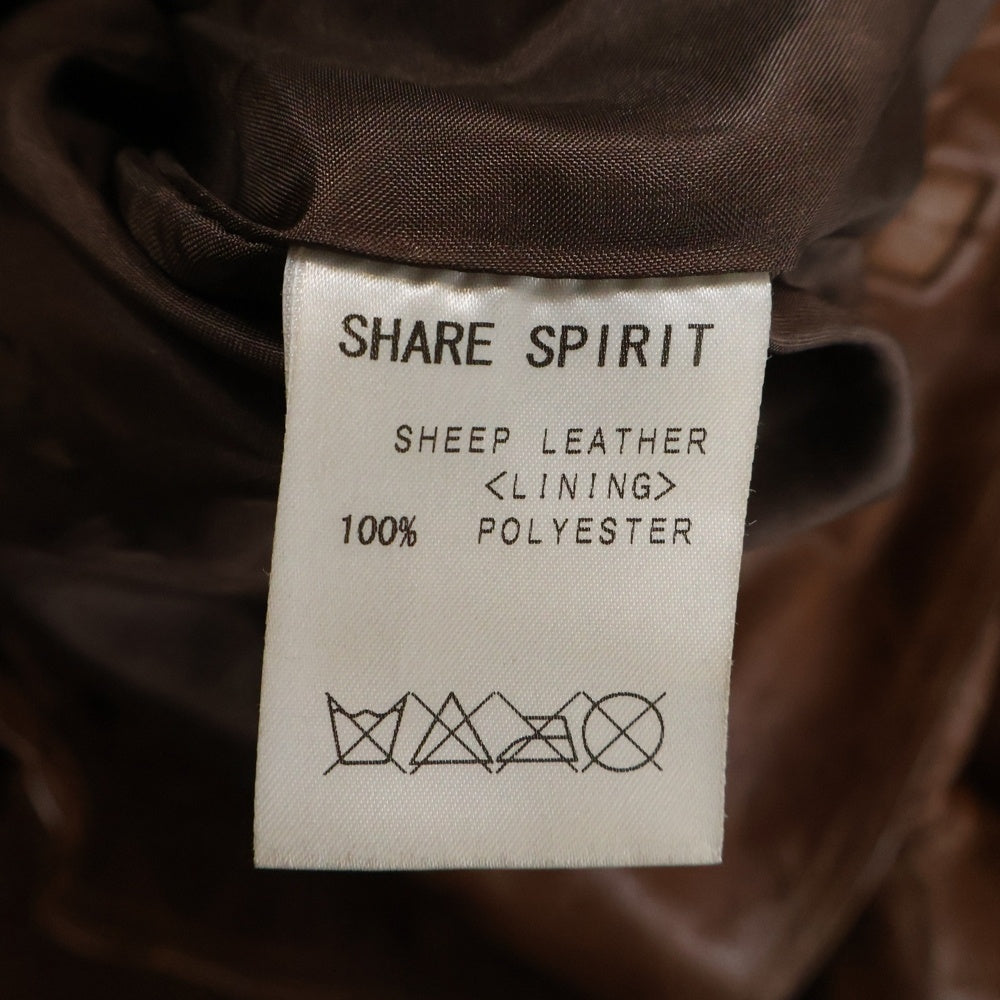 SHARE SPIRIT
SHEEP LEATHER
<LINING>
100% POLYESTER